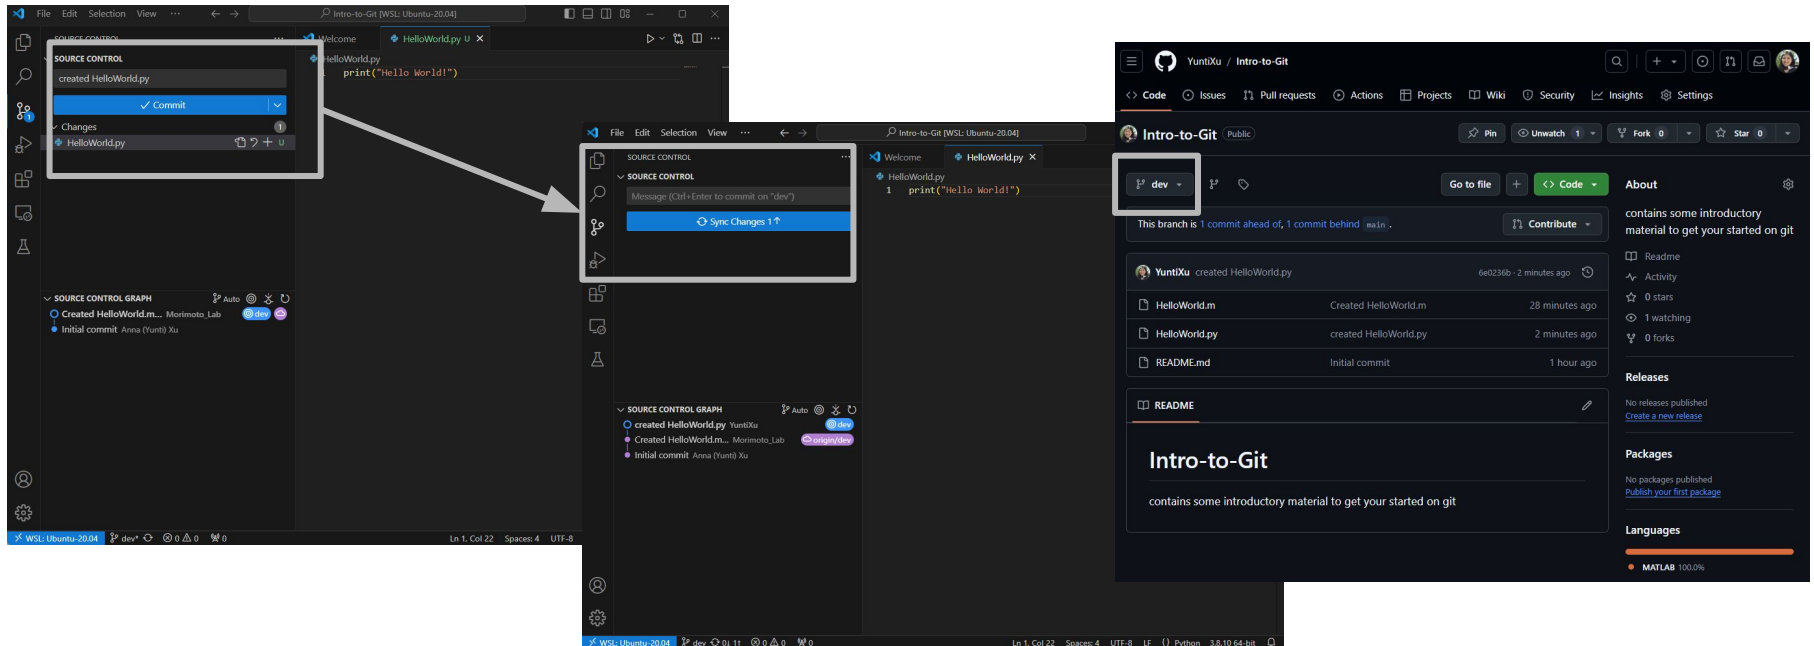 File Edit Selection View ··· Intro-to-Git [WSL: Ubuntu-20.04]
SOURCE CONTROL ···
SOURCE CONTROL
created HelloWorld.py
Commit
Changes 1
HelloWorld.py U
SOURCE CONTROL GRAPH Auto
Created HelloWorld.m... Morimoto_Lab dev
Initial commit Anna (Yunti) Xu
Welcome HelloWorld.py U
HelloWorld.py
print("Hello World!")
WSL: Ubuntu-20.04 dev* 0 0 0 Ln 1, Col 22 Spaces: 4 UTF-8
File Edit Selection View ··· Intro-to-Git [WSL: Ubuntu-20.04]
SOURCE CONTROL ···
SOURCE CONTROL
Message (Ctrl+Enter to commit on "dev")
Sync Changes 1↑
SOURCE CONTROL GRAPH Auto
created HelloWorld.py YuntiXu dev
Created HelloWorld.m... Morimoto_Lab origin/dev
Initial commit Anna (Yunti) Xu
Welcome HelloWorld.py
HelloWorld.py
1 print("Hello World!")
WSL: Ubuntu-20.04 dev 0↓ 1↑ 0 0 0 Ln 1, Col 22 Spaces: 4 UTF-8 LF {} Python 3.8.10 64-bit
YuntiXu / Intro-to-Git
Code Issues Pull requests Actions Projects Wiki Security Insights Settings
Intro-to-Git Public Pin Unwatch 1 Fork 0 Star 0
dev Go to file + Code
This branch is 1 commit ahead of, 1 commit behind main .
Contribute
YuntiXu created HelloWorld.py 6e0236b · 2 minutes ago
HelloWorld.m Created HelloWorld.m 28 minutes ago
HelloWorld.py created HelloWorld.py 2 minutes ago
README.md Initial commit 1 hour ago
README
Intro-to-Git
contains some introductory material to get your started on git
About
contains some introductory
material to get your started on git
Readme
Activity
0 stars
1 watching
0 forks
Releases
No releases published
Create a new release
Packages
No packages published
Publish your first package
Languages
MATLAB 100.0%